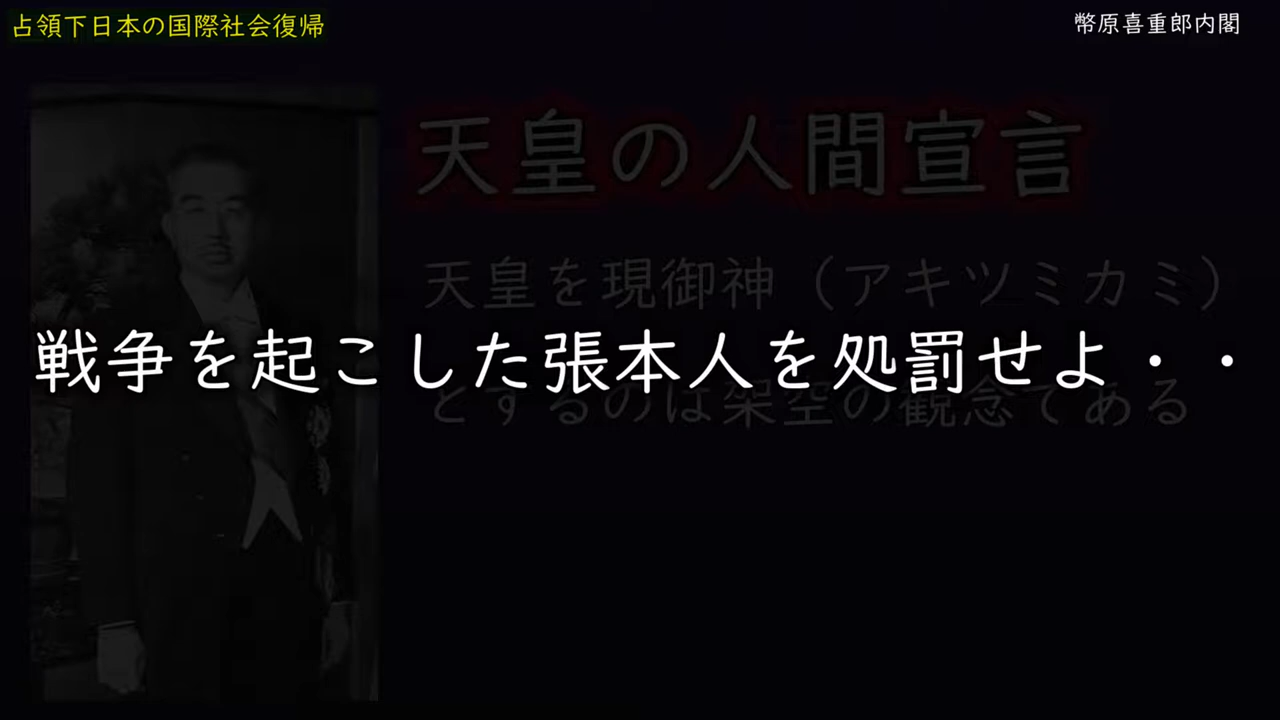 占領下日本の国際社会復帰
幣原喜重郎内閣
天皇の人間宣言
天皇を現御神（アキツミカミ）
戦争を起こした張本人を処罰せよ・・
とするのは架空の観念である